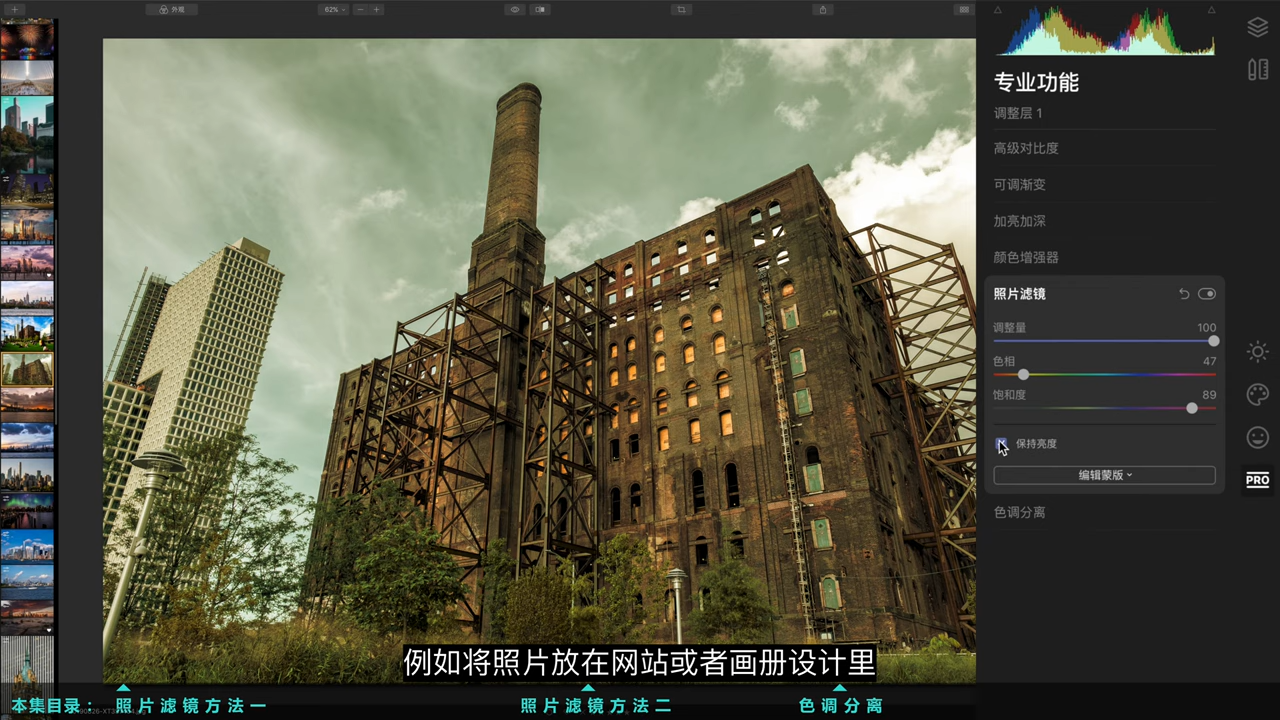 外观
62%
专业功能
调整层 1
高级对比度
可调渐变
加亮加深
颜色增强器
照片滤镜
调整量 100
色相 47
饱和度 89
保持亮度
编辑蒙版
PRO
色调分离
例如将照片放在网站或者画册设计里
本集目录： 照片滤镜方法一 照片滤镜方法二 色调分离